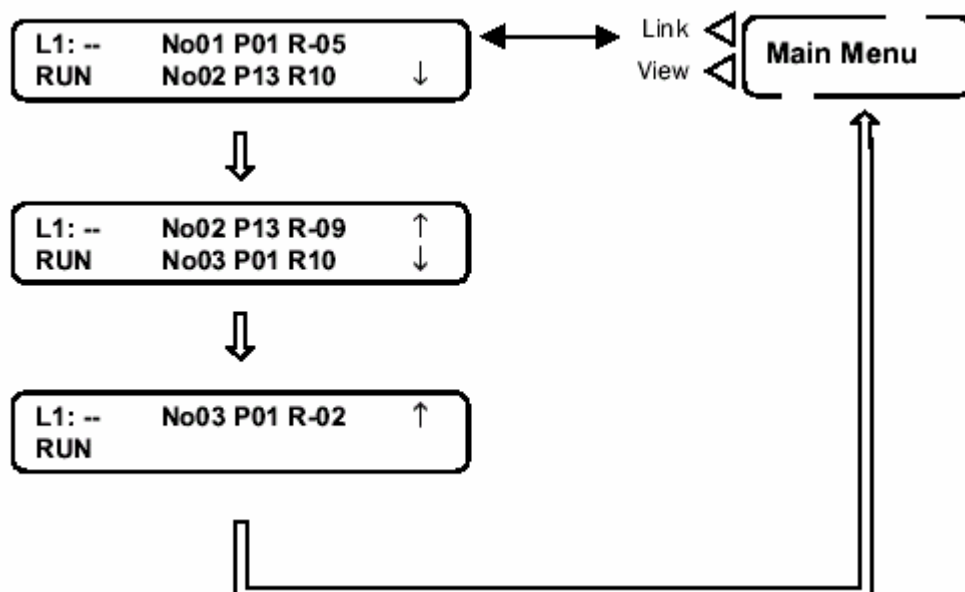 L1: -- No01 P01 R-05
RUN No02 P13 R10 ↓
Link
View
Main Menu
L1: -- No02 P13 R-09 ↑
RUN No03 P01 R10 ↓
L1: -- No03 P01 R-02 ↑
RUN